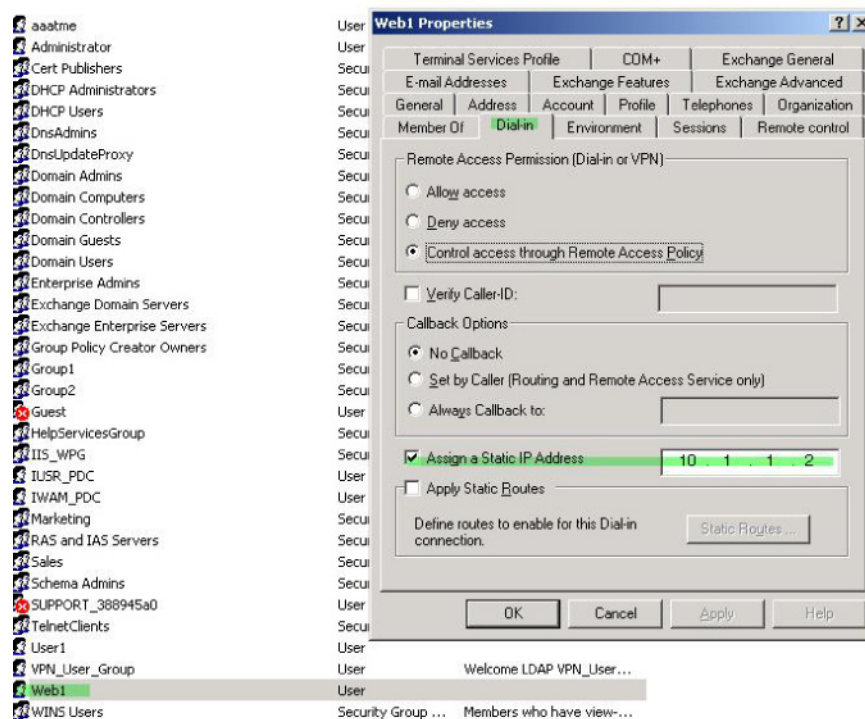 aaatme User
Administrator User
Cert Publishers Secu
DHCP Administrators Secu
DHCP Users Secu
DnsAdmins Secu
DnsUpdateProxy Secu
Domain Admins Secu
Domain Computers Secu
Domain Controllers Secu
Domain Guests Secu
Domain Users Secu
Enterprise Admins Secu
Exchange Domain Servers Secu
Exchange Enterprise Servers Secu
Group Policy Creator Owners Secu
Group1 Secu
Group2 Secu
Guest User
HelpServicesGroup Secu
IIS_WPG Secu
IUSR_PDC User
IWAM_PDC User
Marketing Secu
RAS and IAS Servers Secu
Sales Secu
Schema Admins Secu
SUPPORT_388945a0 User
TelnetClients Secu
User1 User
VPN_User_Group User Welcome LDAP VPN_User...
Web1 User
WINS Users Security Group ... Members who have view-...
Web1 Properties
Terminal Services Profile COM+ Exchange General
E-mail Addresses Exchange Features Exchange Advanced
General Address Account Profile Telephones Organization
Member Of Dial-in Environment Sessions Remote control
Remote Access Permission (Dial-in or VPN)
Allow access
Deny access
Control access through Remote Access Policy
Verify Caller-ID:
Callback Options
No Callback
Set by Caller (Routing and Remote Access Service only)
Always Callback to:
Assign a Static IP Address 10 . 1 . 1 . 2
Apply Static Routes
Define routes to enable for this Dial-in
connection.
Static Routes ...
OK Cancel Apply Help